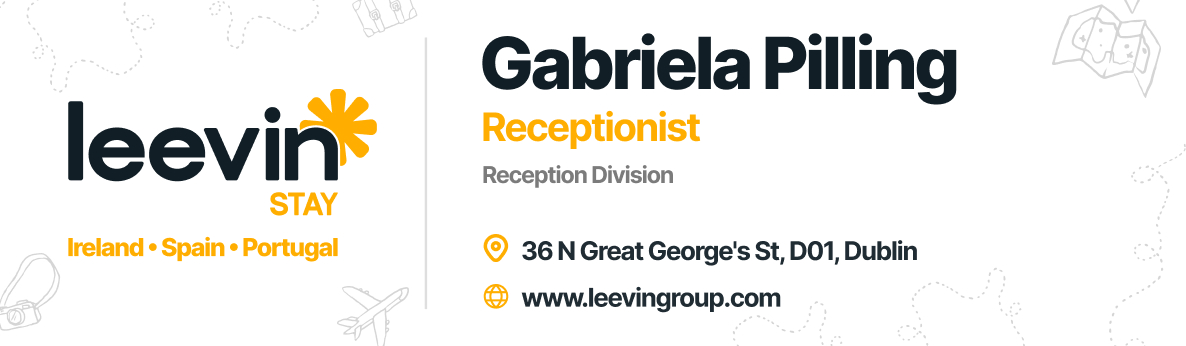 leevin
STAY
Ireland • Spain • Portugal
Gabriela Pilling
Receptionist
Reception Division
36 N Great George's St, D01, Dublin
www.leevingroup.com